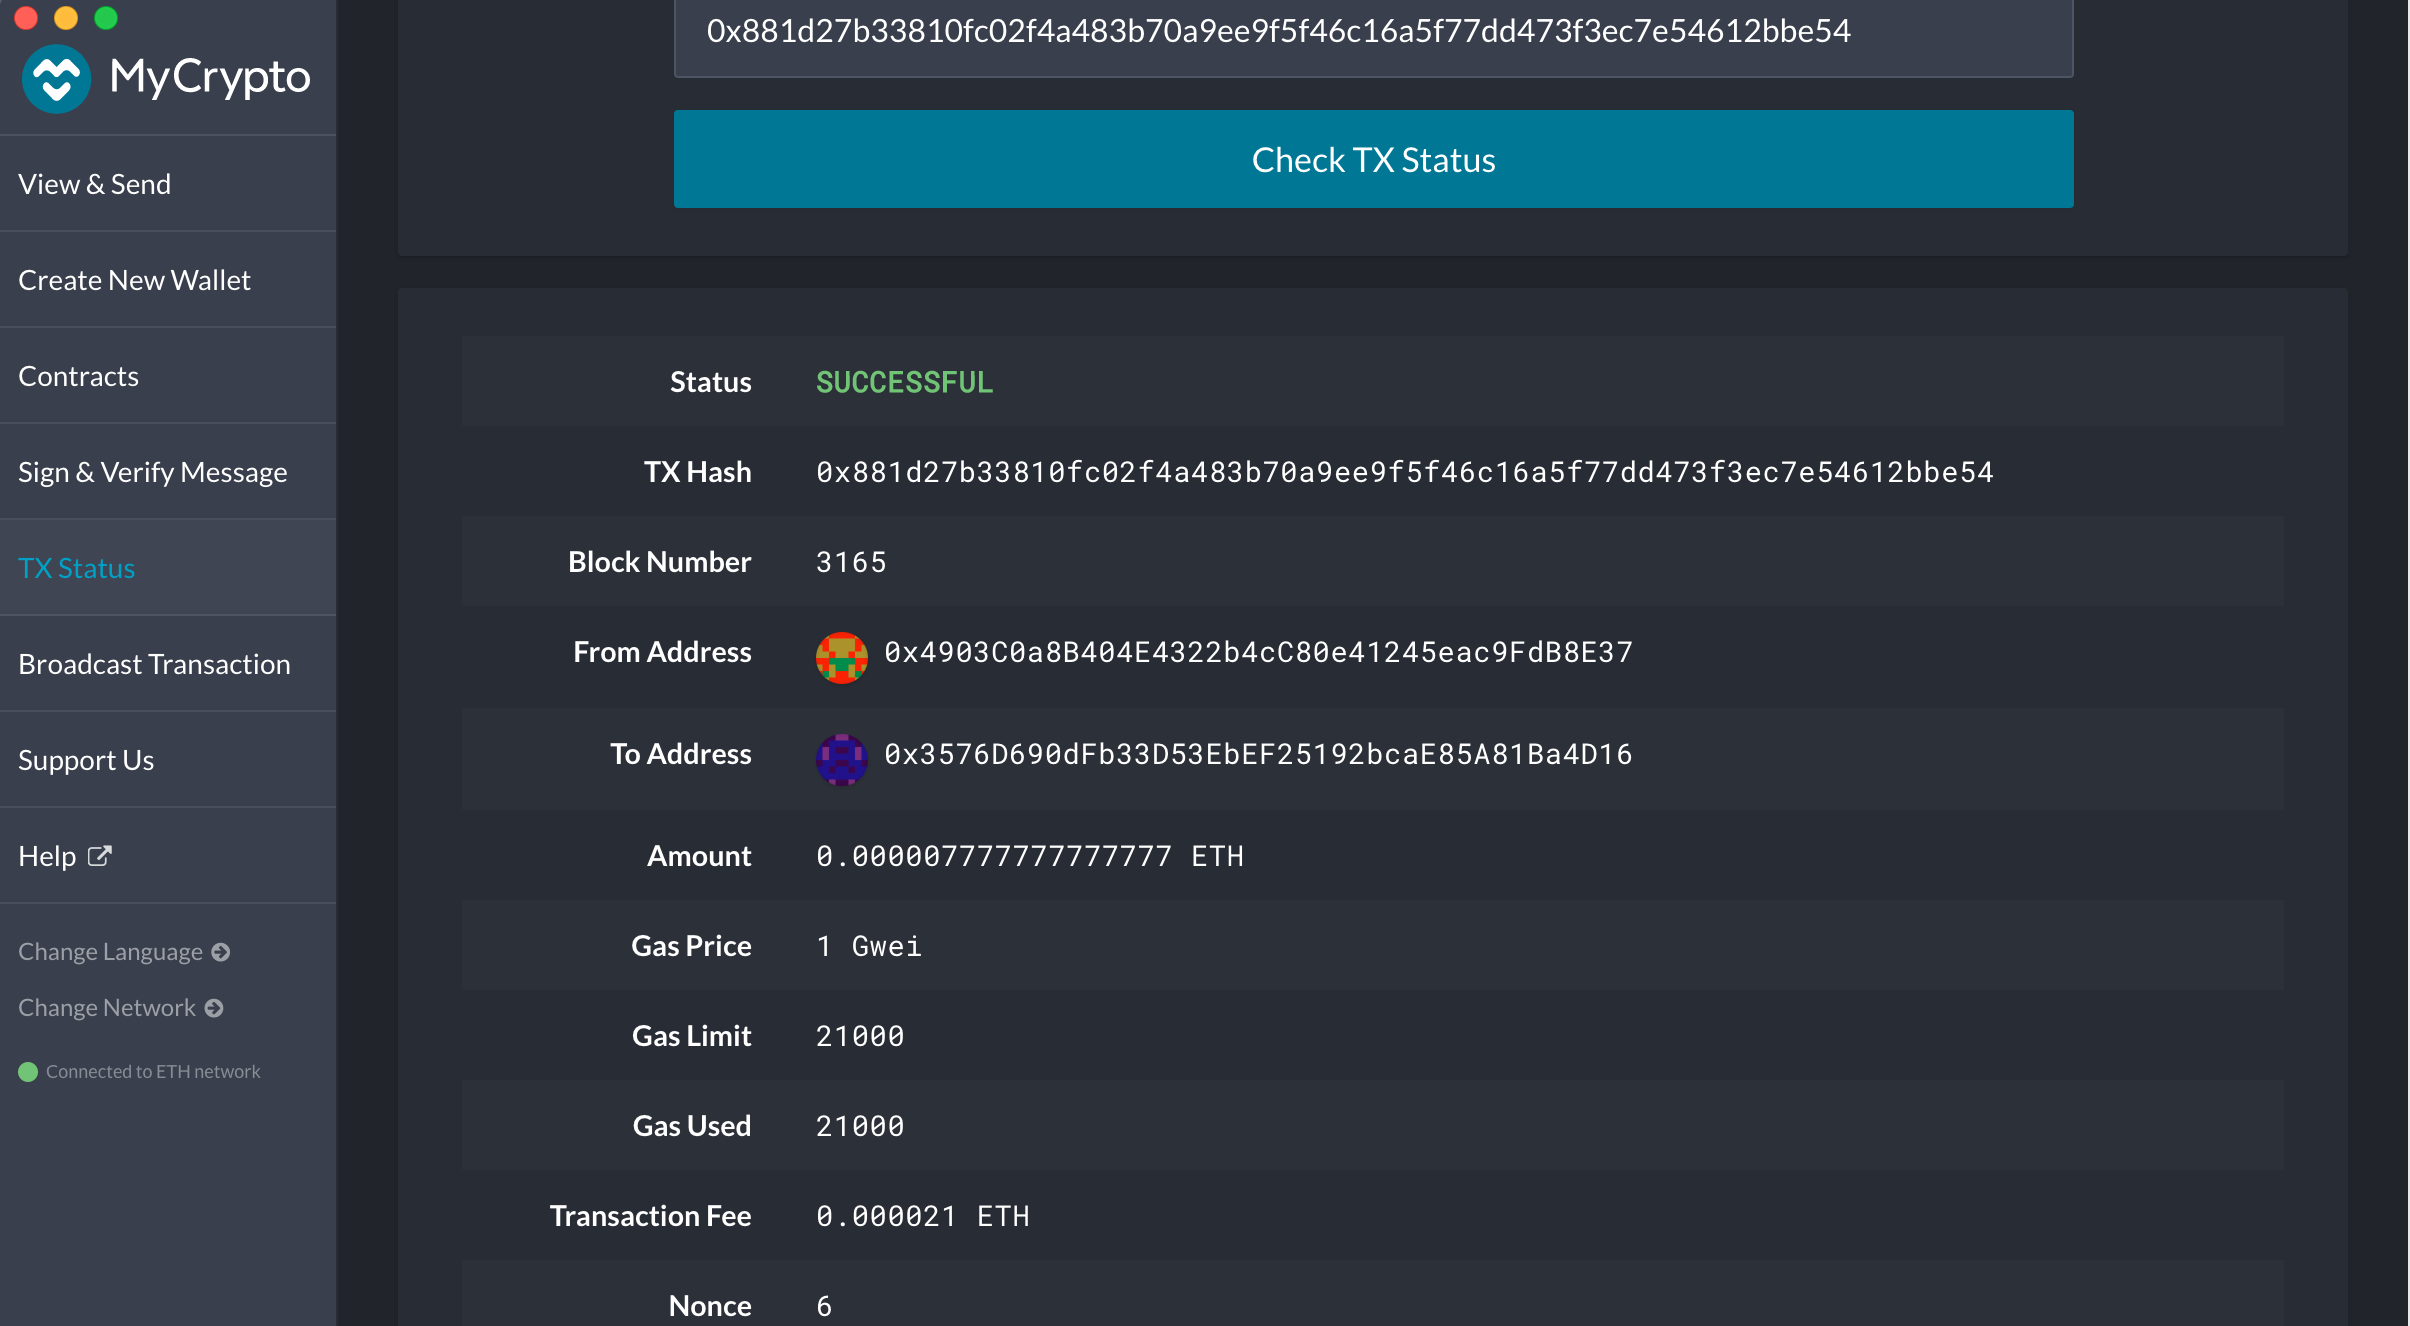 MyCrypto
View & Send
Create New Wallet
Contracts
Sign & Verify Message
TX Status
Broadcast Transaction
Support Us
Help
Change Language
Change Network
Connected to ETH network
0x881d27b33810fc02f4a483b70a9ee9f5f46c16a5f77dd473f3ec7e54612bbe54
Check TX Status
Status SUCCESSFUL
TX Hash 0x881d27b33810fc02f4a483b70a9ee9f5f46c16a5f77dd473f3ec7e54612bbe54
Block Number 3165
From Address 0x4903C0a8B404E4322b4cC80e41245eac9FdB8E37
To Address 0x3576D690dFb33D53EbEF25192bcaE85A81Ba4D16
Amount 0.000007777777777777 ETH
Gas Price 1 Gwei
Gas Limit 21000
Gas Used 21000
Transaction Fee 0.000021 ETH
Nonce 6